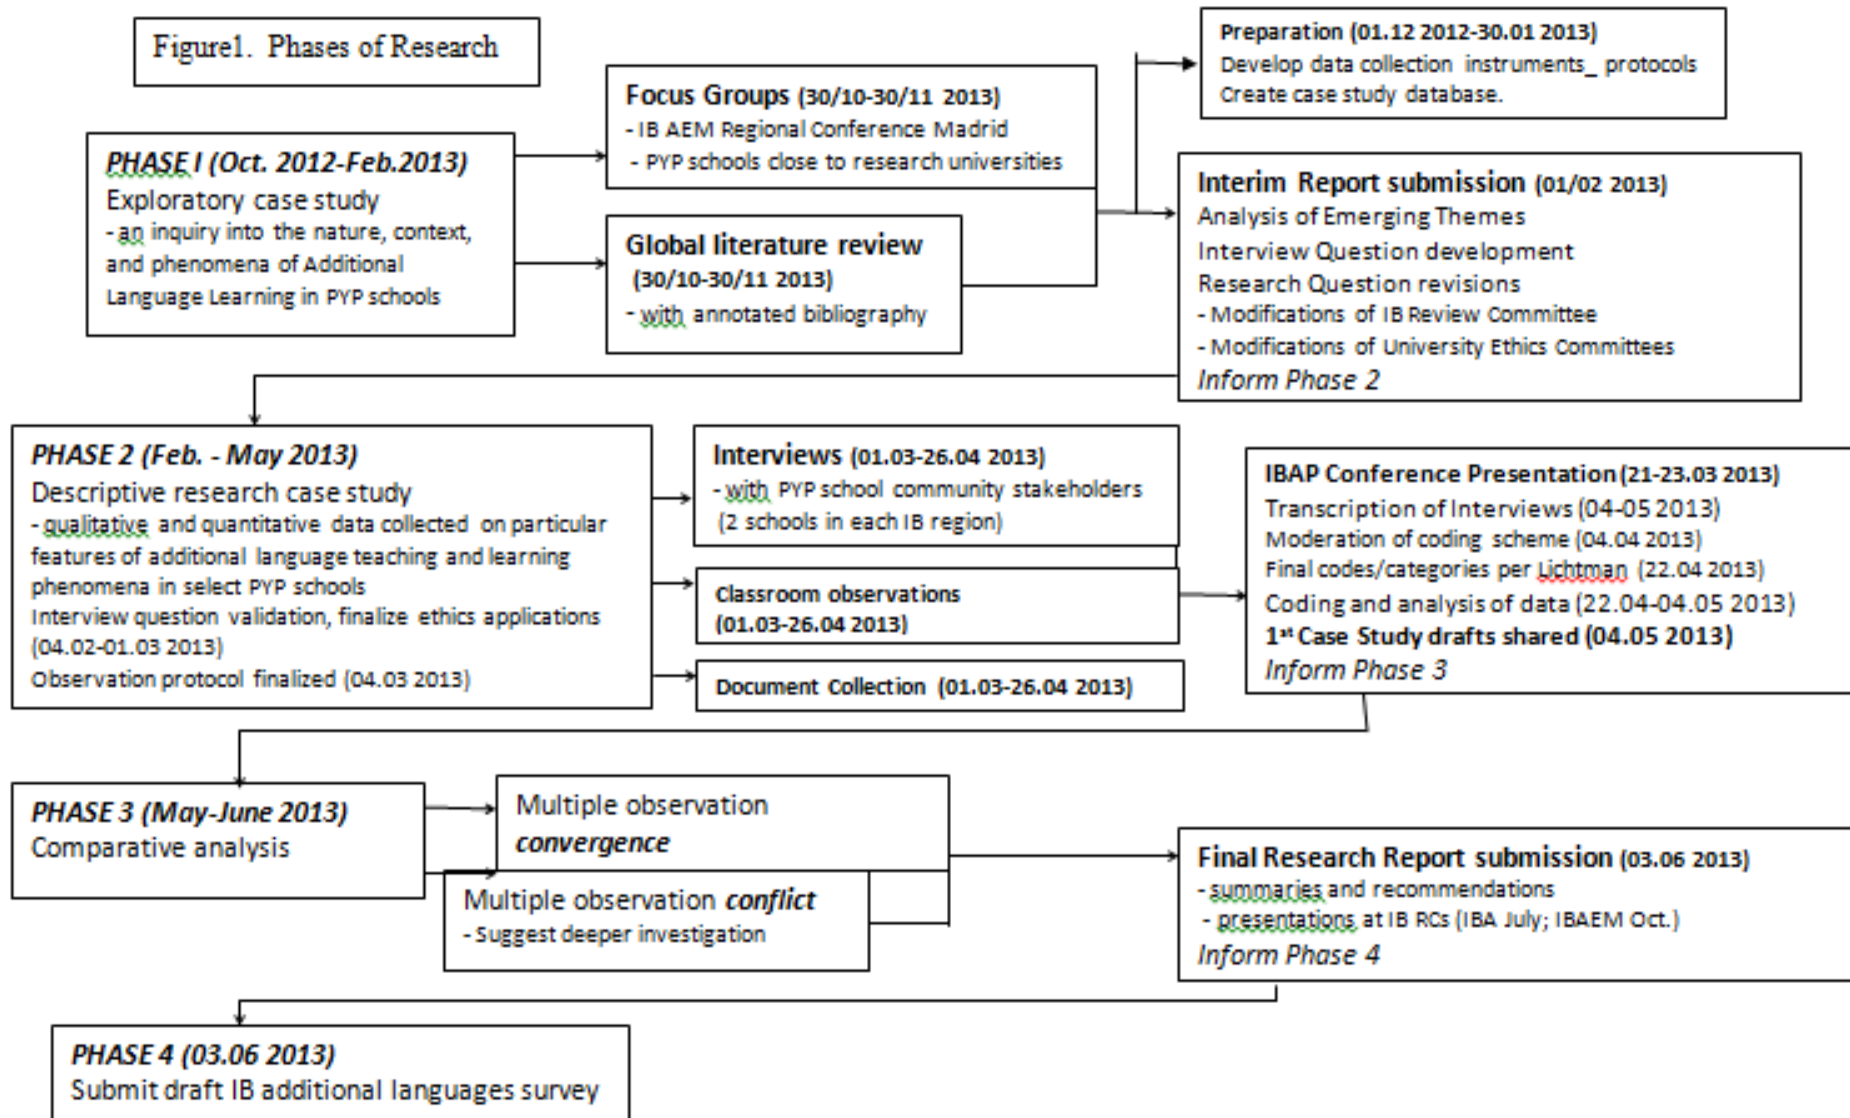 Figure1. Phases of Research
PHASE I (Oct. 2012-Feb.2013)
Exploratory case study
- an inquiry into the nature, context,
and phenomena of Additional
Language Learning in PYP schools
Focus Groups (30/10-30/11 2013)
- IB AEM Regional Conference Madrid
- PYP schools close to research universities
Global literature review
(30/10-30/11 2013)
- with annotated bibliography
Preparation (01.12 2012-30.01 2013)
Develop data collection instruments_ protocols
Create case study database.
Interim Report submission (01/02 2013)
Analysis of Emerging Themes
Interview Question development
Research Question revisions
- Modifications of IB Review Committee
- Modifications of University Ethics Committees
Inform Phase 2
PHASE 2 (Feb. - May 2013)
Descriptive research case study
- qualitative and quantitative data collected on particular
features of additional language teaching and learning
phenomena in select PYP schools
Interview question validation, finalize ethics applications
(04.02-01.03 2013)
Observation protocol finalized (04.03 2013)
Interviews (01.03-26.04 2013)
- with PYP school community stakeholders
(2 schools in each IB region)
Classroom observations
(01.03-26.04 2013)
Document Collection (01.03-26.04 2013)
IBAP Conference Presentation (21-23.03 2013)
Transcription of Interviews (04-05 2013)
Moderation of coding scheme (04.04 2013)
Final codes/categories per Lichtman (22.04 2013)
Coding and analysis of data (22.04-04.05 2013)
1st Case Study drafts shared (04.05 2013)
Inform Phase 3
PHASE 3 (May-June 2013)
Comparative analysis
Multiple observation
convergence
Multiple observation conflict
- Suggest deeper investigation
Final Research Report submission (03.06 2013)
- summaries and recommendations
- presentations at IB RCs (IBA July; IBAEM Oct.)
Inform Phase 4
PHASE 4 (03.06 2013)
Submit draft IB additional languages survey